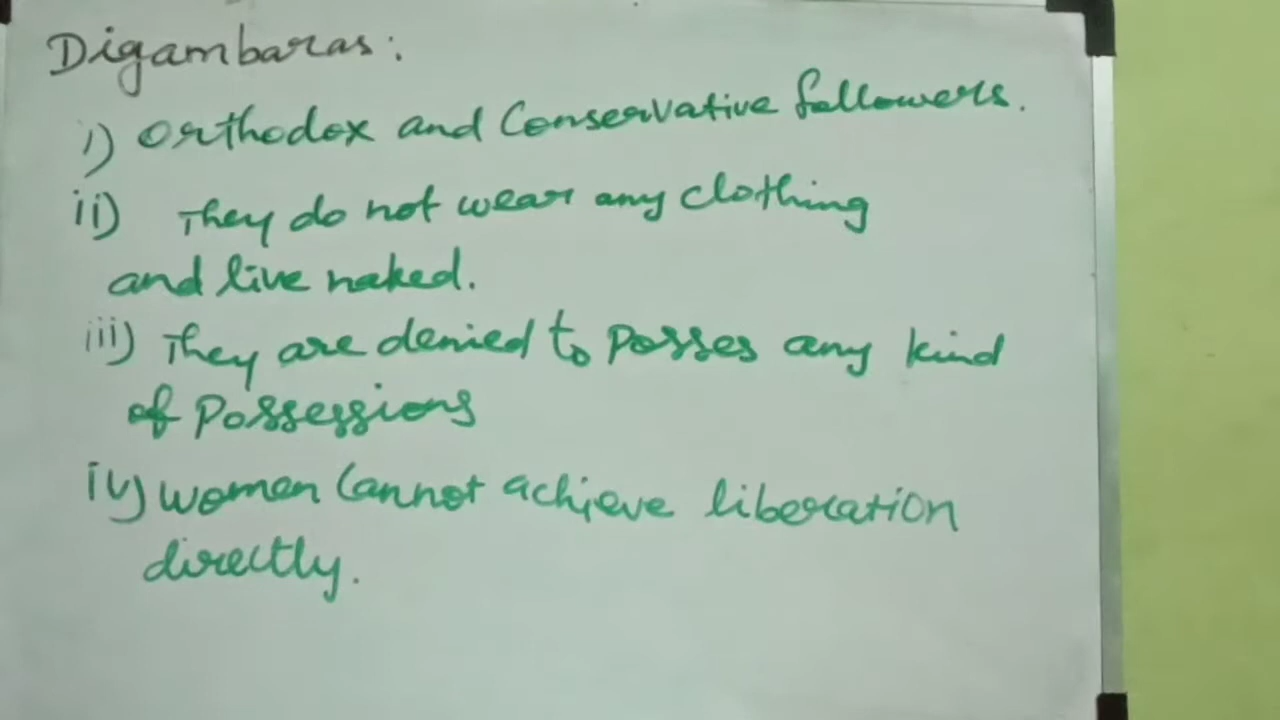 Digambaras:
i) Orthodox and Conservative followers.
ii) They do not wear any clothing
and live naked.
iii) They are denied to posses any kind
of possessions
iv) women cannot achieve liberation
directly.